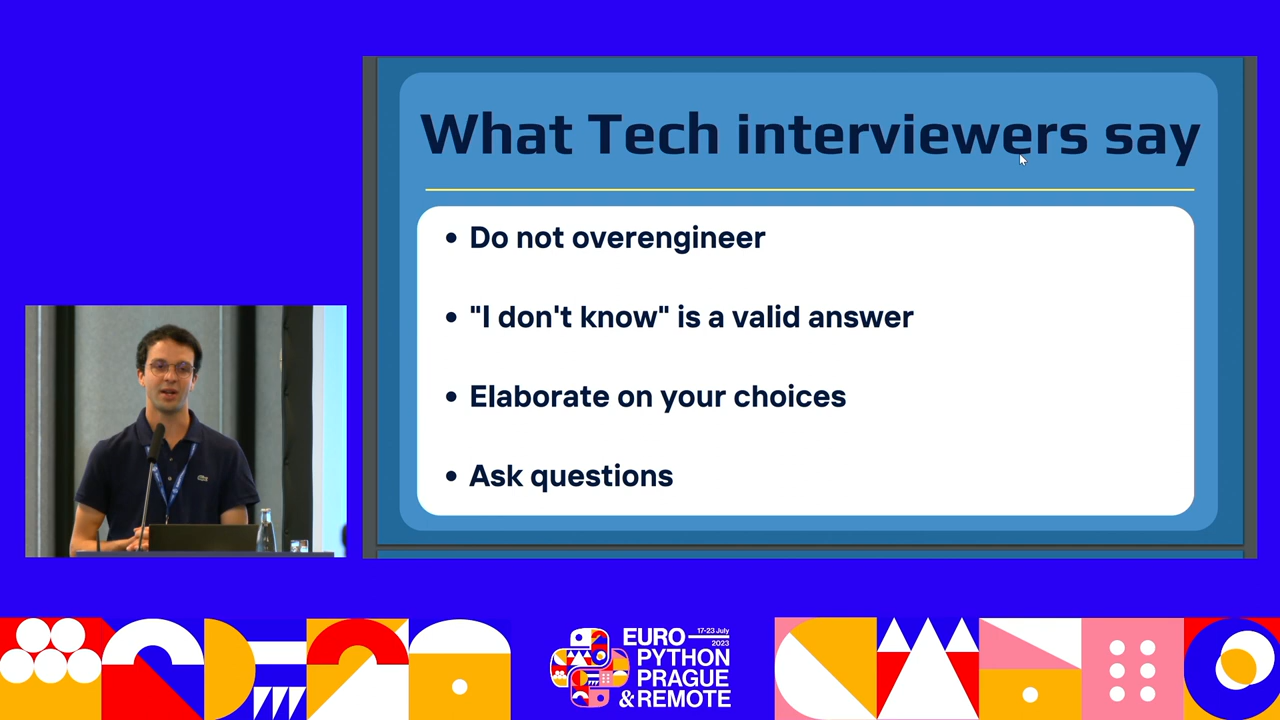 What Tech interviewers say
• Do not overengineer
• "I don't know" is a valid answer
• Elaborate on your choices
• Ask questions
EURO
17-23 July
2023
PYTHON
PRAGUE
& REMOTE